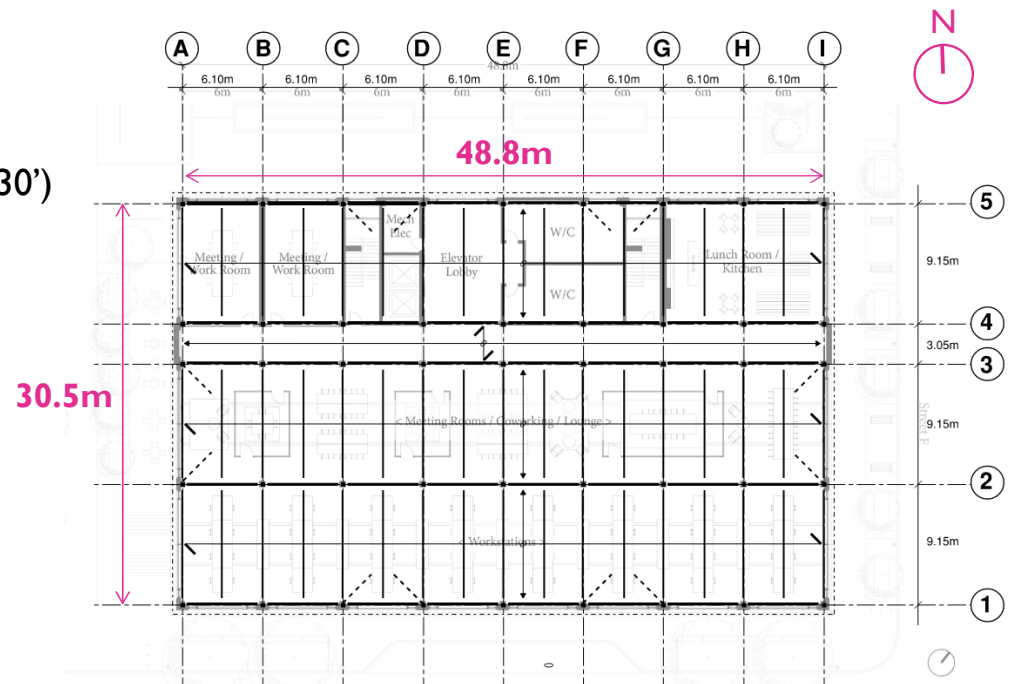 N
A B C D E F G H I
48.8m
6.10m 6.10m 6.10m 6.10m 6.10m 6.10m 6.10m 6.10m
6m 6m 6m 6m 6m 6m 6m 6m
48.8m
30')
5
Mech
Elec
W/C
Meeting /
Work Room
Meeting /
Work Room
Elevator
Lobby
Lunch Room /
Kitchen
9.15m
W/C
4
3.05m
3
30.5m
< Meeting Rooms / Coworking / Lounge >
Street F
9.15m
2
< Workstations >
9.15m
1